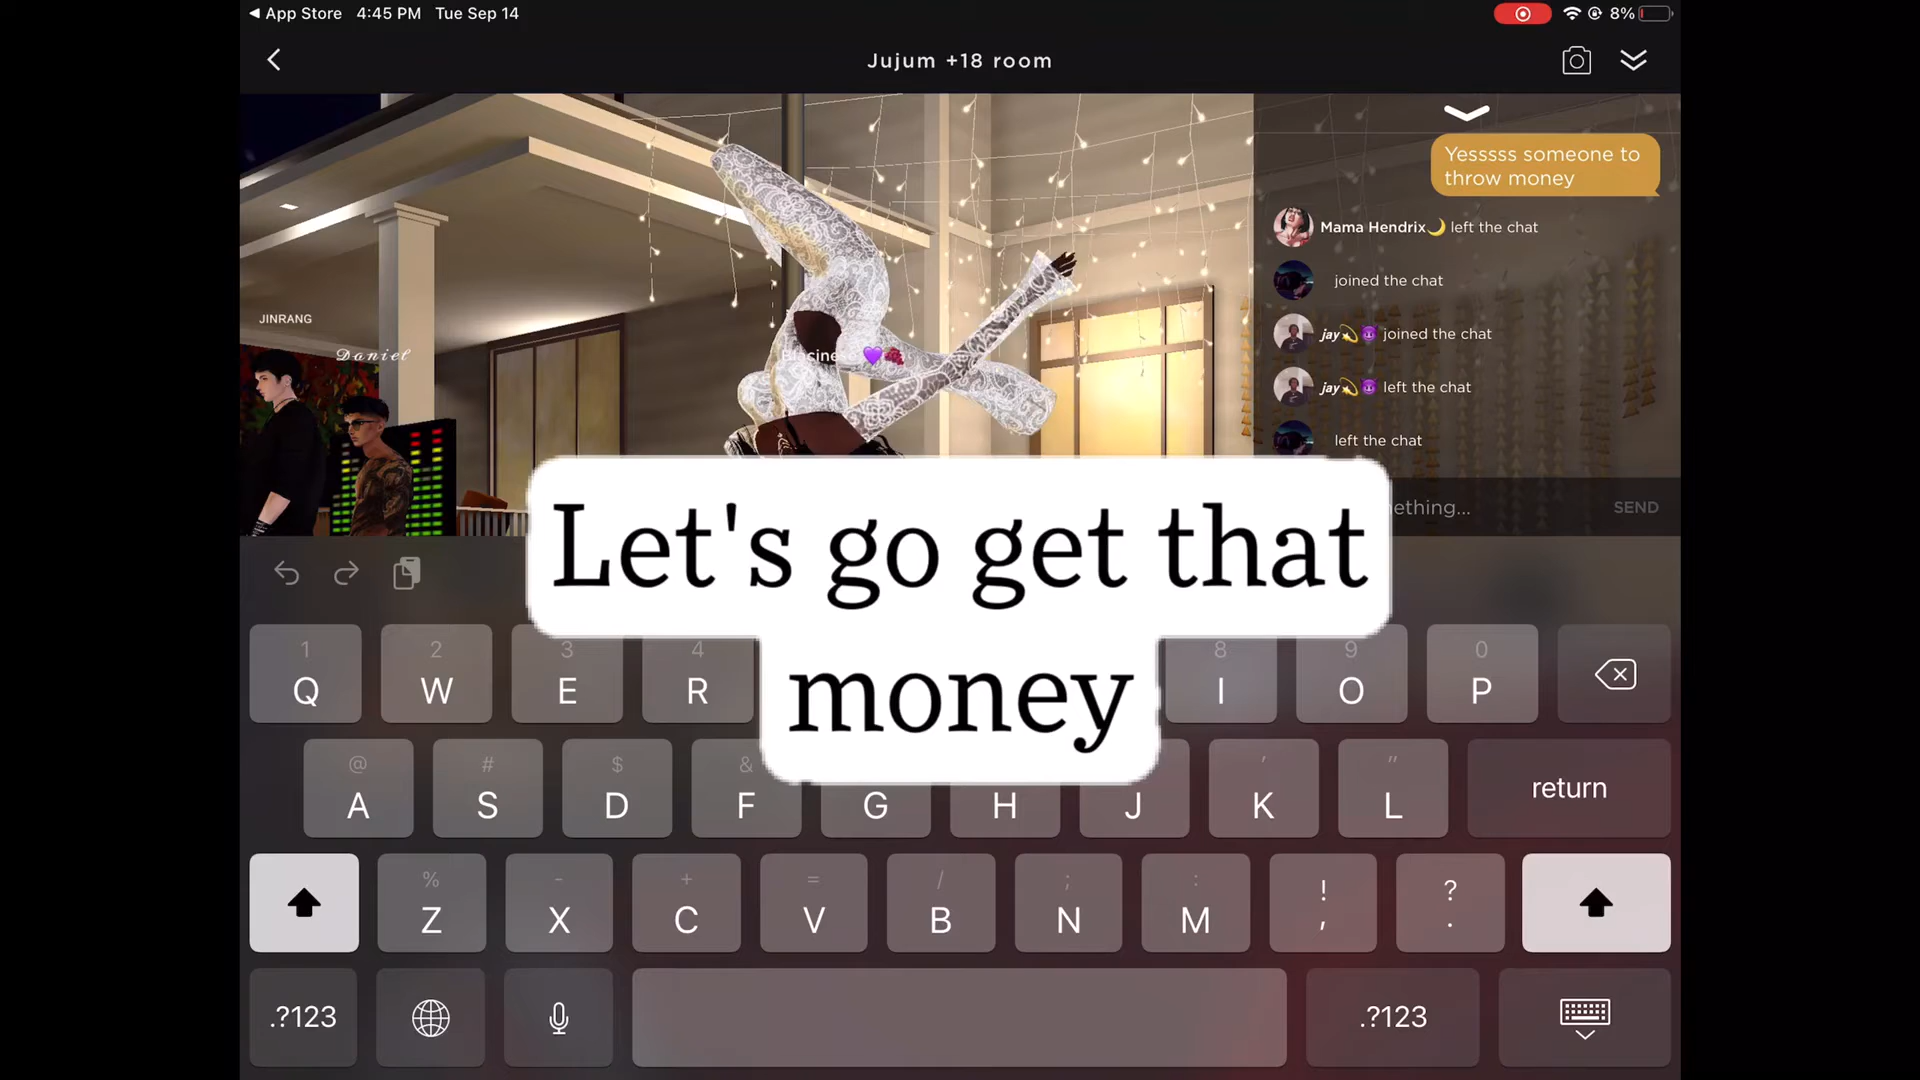 App Store 4:45 PM Tue Sep 14
8%
Jujum +18 room
Yesssss someone to
throw money
Mama Hendrix🌙 left the chat
joined the chat
jay💫😈 joined the chat
jay💫😈 left the chat
left the chat
JINRANG
Daniel
ething...
SEND
Let's go get that
money
1 2 3 4 8 9 0
Q W E R I O P
@ # $ & ' "
A S D F G H J K L return
% - + = / ; : ! ?
Z X C V B N M , .
.?123 .?123